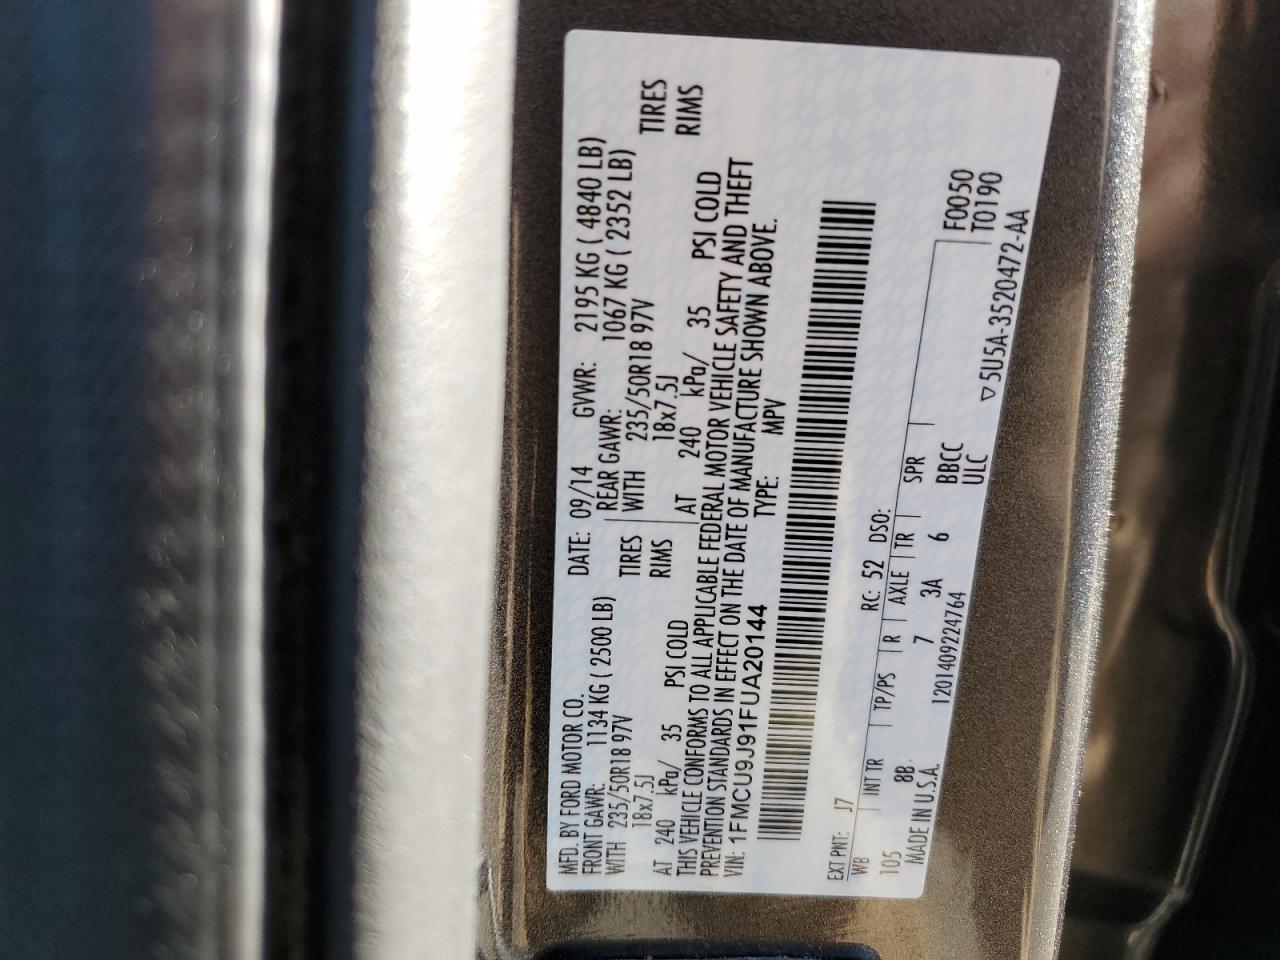 MFD. BY FORD MOTOR CO. DATE: 09/14 GVWR: 2195 KG ( 4840 LB)
FRONT GAWR: 1134 KG ( 2500 LB) REAR GAWR: 1067 KG ( 2352 LB)
WITH 235/50R18 97V TIRES WITH 235/50R18 97V TIRES
18x7.5J RIMS 18x7.5J RIMS
AT 240 kPa/ 35 PSI COLD AT 240 kPa/ 35 PSI COLD
THIS VEHICLE CONFORMS TO ALL APPLICABLE FEDERAL MOTOR VEHICLE SAFETY AND THEFT
PREVENTION STANDARDS IN EFFECT ON THE DATE OF MANUFACTURE SHOWN ABOVE.
VIN: 1FMCU9J91FUA20144 TYPE: MPV
EXT PNT: J7 RC: 52 DSO:
WB INT TR TP/PS R AXLE TR SPR F0050
105 8B 7 3A 6 BBCC T0190
MADE IN U.S.A. 1201409224764 ULC ▽ 5U5A-3520472-AA